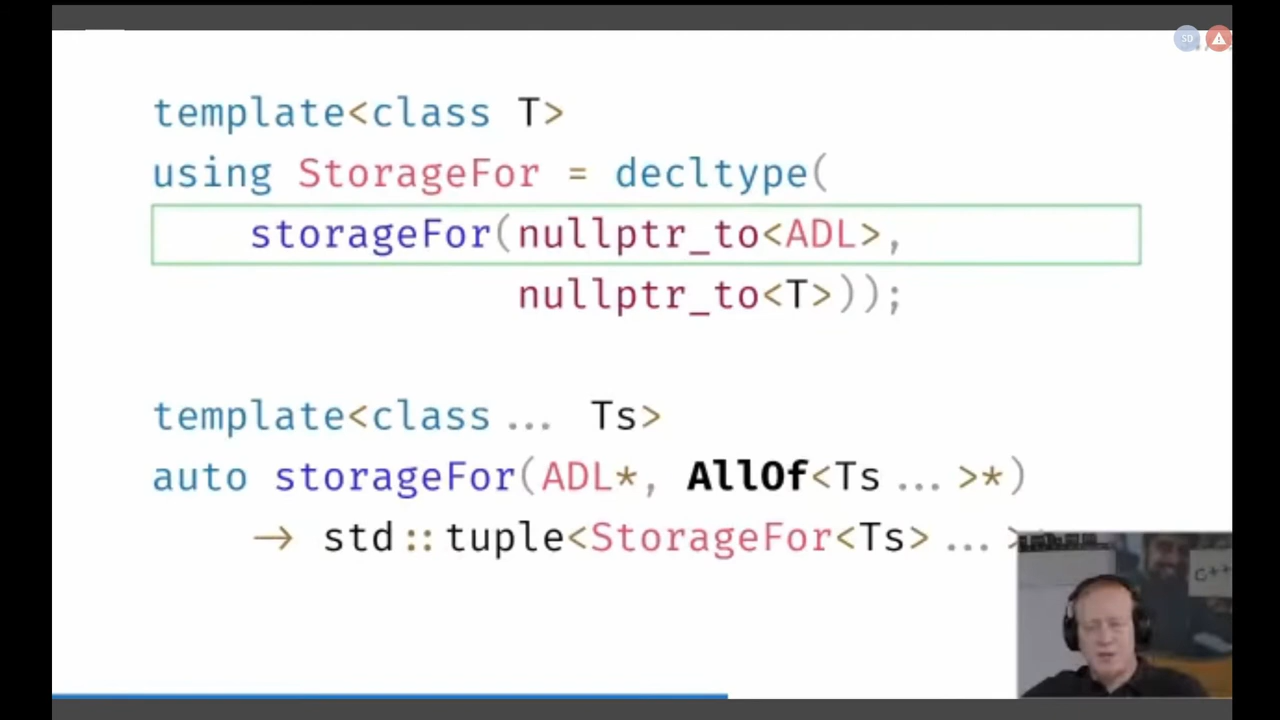 SD
template<class T>
using StorageFor = decltype(
storageFor(nullptr_to<ADL>,
nullptr_to<T>));
template<class... Ts>
auto storageFor(ADL*, AllOf<Ts...>*)
→ std::tuple<StorageFor<Ts>...>
C++